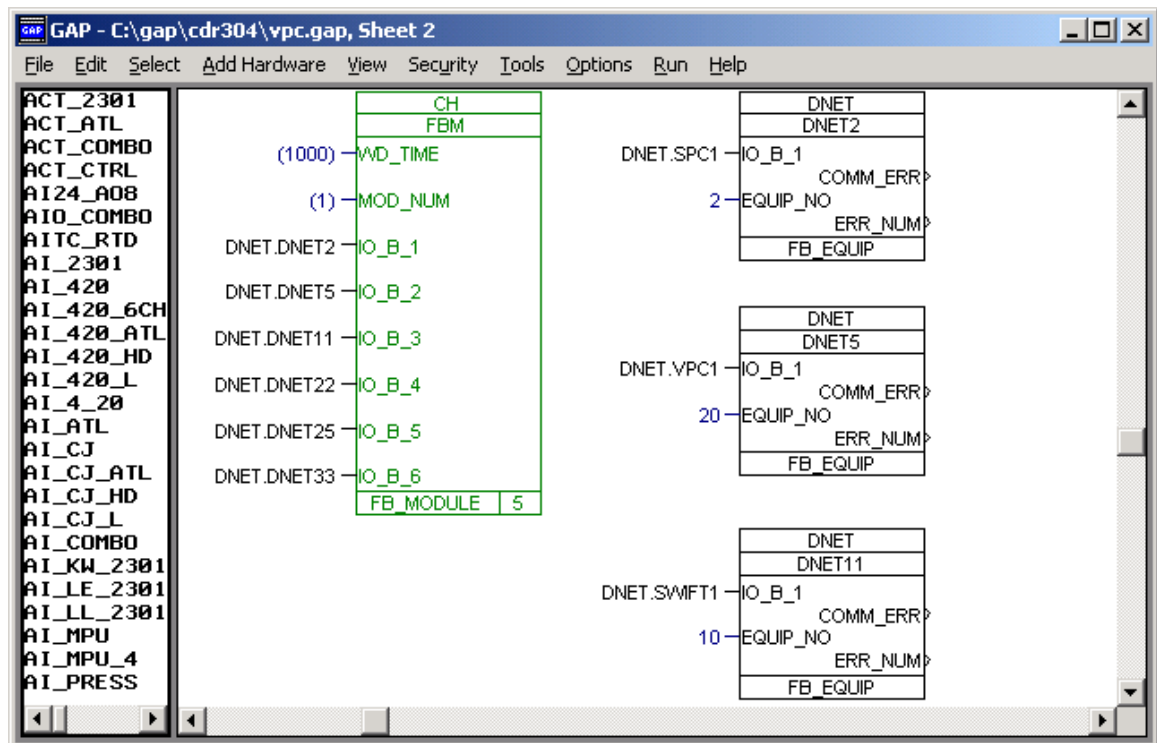 GAP - C:\gap\cdr304\vpc.gap, Sheet 2
File Edit Select Add Hardware View Security Tools Options Run Help
ACT_2301
ACT_ATL
ACT_COMBO
ACT_CTRL
AI24_AO8
AIO_COMBO
AITC_RTD
AI_2301
AI_420
AI_420_6CH
AI_420_ATL
AI_420_HD
AI_420_L
AI_4_20
AI_ATL
AI_CJ
AI_CJ_ATL
AI_CJ_HD
AI_CJ_L
AI_COMBO
AI_KW_2301
AI_LE_2301
AI_LL_2301
AI_MPU
AI_MPU_4
AI_PRESS
CH
FBM
(1000) WD_TIME
(1) MOD_NUM
DNET.DNET2 IO_B_1
DNET.DNET5 IO_B_2
DNET.DNET11 IO_B_3
DNET.DNET22 IO_B_4
DNET.DNET25 IO_B_5
DNET.DNET33 IO_B_6
FB_MODULE 5
DNET
DNET2
DNET.SPC1 IO_B_1
COMM_ERR
2 EQUIP_NO
ERR_NUM
FB_EQUIP
DNET
DNET5
DNET.VPC1 IO_B_1
COMM_ERR
20 EQUIP_NO
ERR_NUM
FB_EQUIP
DNET
DNET11
DNET.SWIFT1 IO_B_1
COMM_ERR
10 EQUIP_NO
ERR_NUM
FB_EQUIP